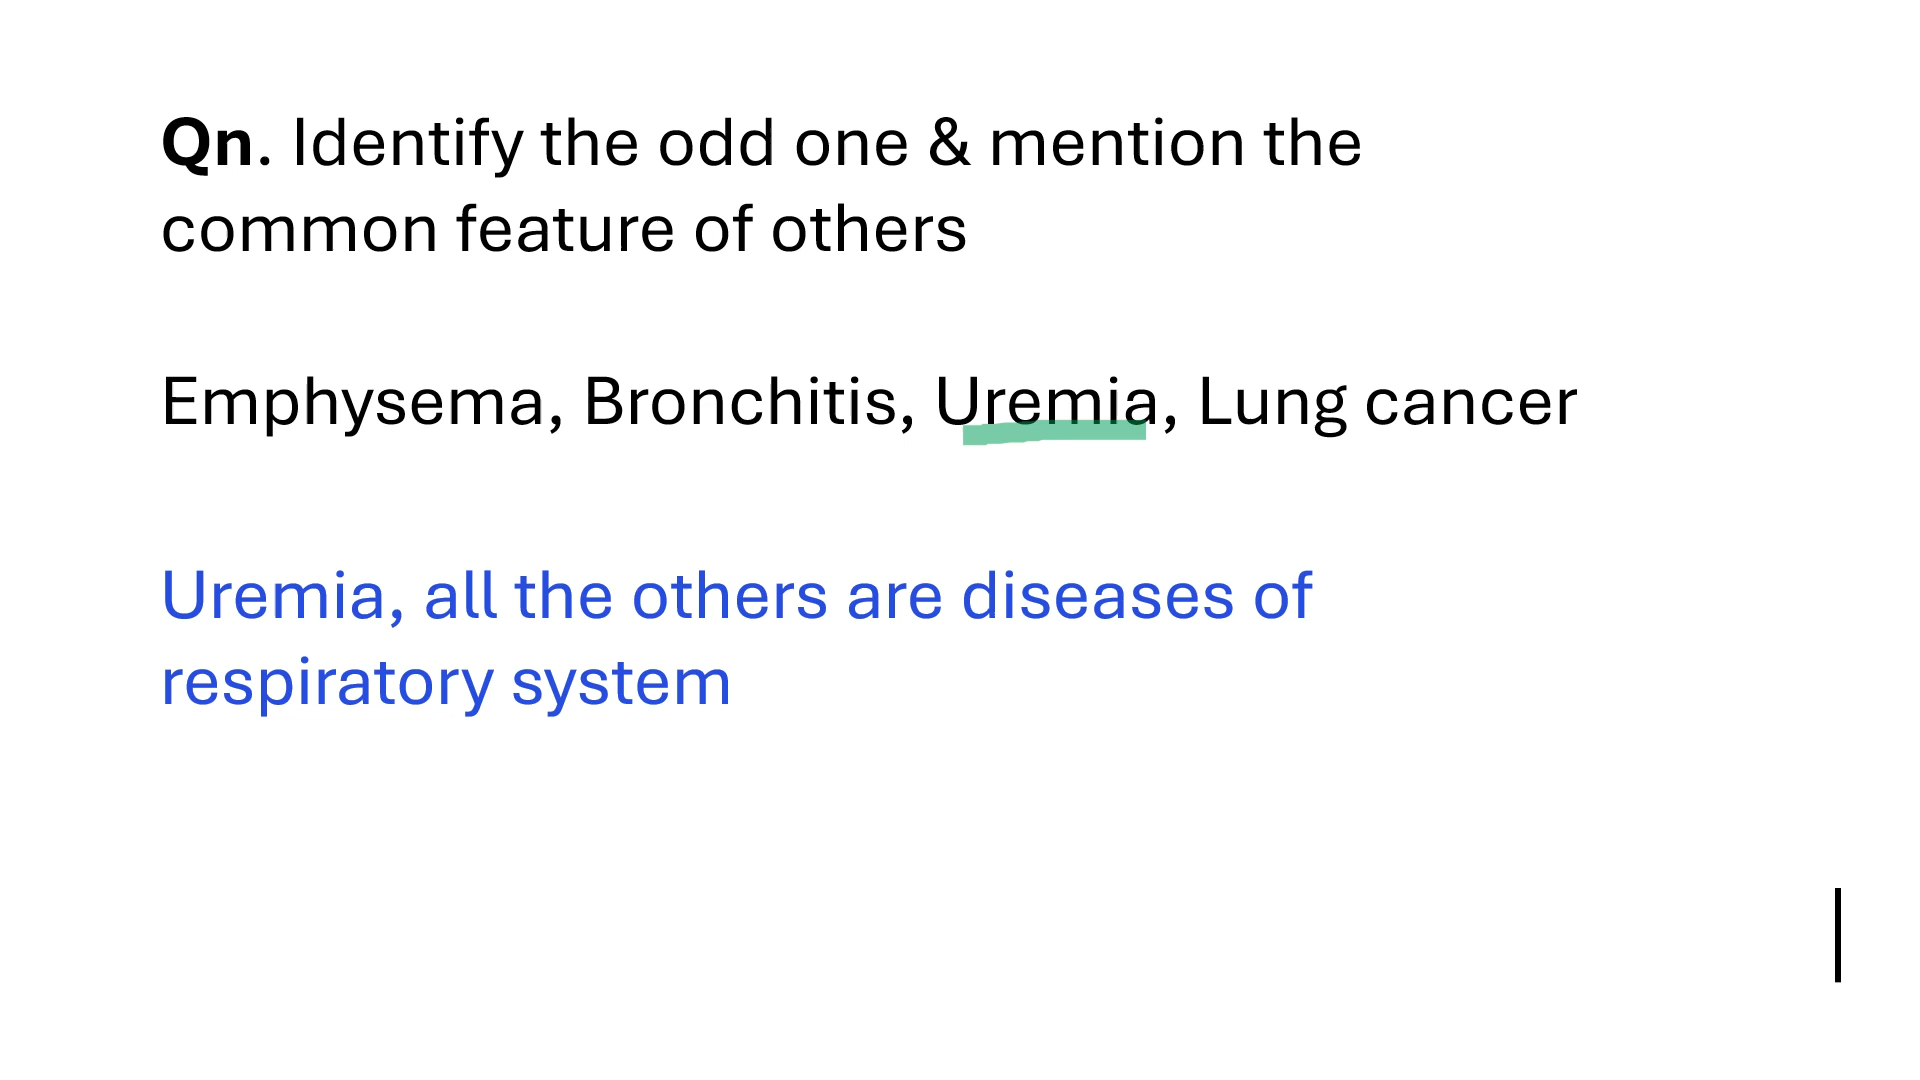 Qn. Identify the odd one & mention the
common feature of others
Emphysema, Bronchitis, Uremia, Lung cancer
Uremia, all the others are diseases of
respiratory system